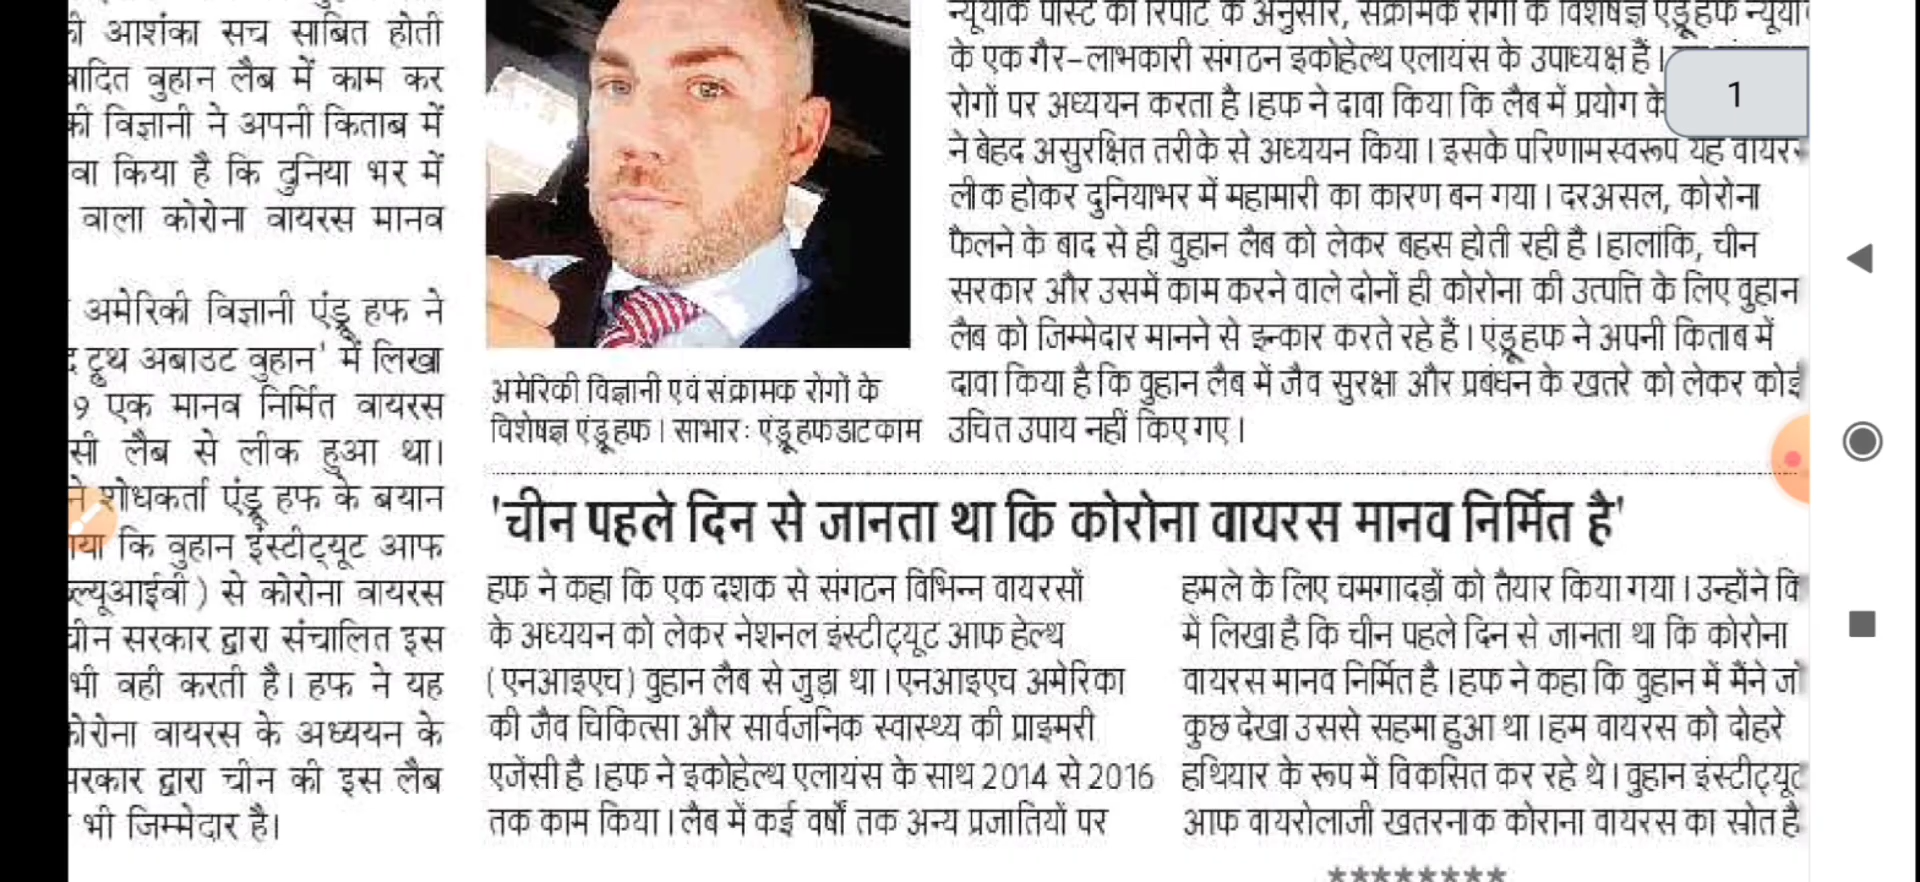 आशंका सच साबित होती
वुहान लैब में काम कर
विज्ञानी ने अपनी किताब में
किया है कि दुनिया भर में
वाला कोरोना वायरस मानव
अमेरिकी विज्ञानी एंड्रू हफ ने
ट्रुथ अबाउट वुहान' में लिखा
9 एक मानव निर्मित वायरस
लैब से लीक हुआ था।
शोधकर्ता एंड्रू हफ के बयान
कि वुहान इंस्टीट्यूट आफ
से कोरोना वायरस
चीन सरकार द्वारा संचालित इस
भी वही करती है। हफ ने यह
कोरोना वायरस के अध्ययन के
सरकार द्वारा चीन की इस लैब
भी जिम्मेदार है।
अमेरिकी विज्ञानी एवं संक्रामक रोगों के
विशेषज्ञ एंड्रू हफ। साभारः एंड्रू हफडाटकाम
न्यूयार्क पोस्ट की रिपोर्ट के अनुसार, संक्रामक रोगों के विशेषज्ञ एंड्रू हफ
के एक गैर-लाभकारी संगठन इकोहेल्थ एलायंस के उपाध्यक्ष हैं।
रोगों पर अध्ययन करता है। हफ ने दावा किया कि लैब में प्रयोग के
1
ने बेहद असुरक्षित तरीके से अध्ययन किया। इसके परिणामस्वरूप यह वायरस
लीक होकर दुनियाभर में महामारी का कारण बन गया। दरअसल, कोरोना
फैलने के बाद से ही वुहान लैब को लेकर बहस होती रही है। हालांकि, चीन
सरकार और उसमें काम करने वाले दोनों ही कोरोना की उत्पत्ति के लिए वुहान
लैब को जिम्मेदार मानने से इन्कार करते रहे हैं। एंड्रू हफ ने अपनी किताब में
दावा किया है कि वुहान लैब में जैव सुरक्षा और प्रबंधन के खतरे को लेकर कोई
उचित उपाय नहीं किए गए।
'चीन पहले दिन से जानता था कि कोरोना वायरस मानव निर्मित है'
हफ ने कहा कि एक दशक से संगठन विभिन्न वायरसों
के अध्ययन को लेकर नेशनल इंस्टीट्यूट आफ हेल्थ
(एनआइएच) वुहान लैब से जुड़ा था। एनआइएच अमेरिका
की जैव चिकित्सा और सार्वजनिक स्वास्थ्य की प्राइमरी
एजेंसी है। हफ ने इकोहेल्थ एलायंस के साथ 2014 से 2016
तक काम किया। लैब में कई वर्षों तक अन्य प्रजातियों पर
हमले के लिए चमगादड़ों को तैयार किया गया। उन्होंने
में लिखा है कि चीन पहले दिन से जानता था कि कोरोना
वायरस मानव निर्मित है। हफ ने कहा कि वुहान में मैंने जो
कुछ देखा उससे सहमा हुआ था। हम वायरस को दोहरे
हथियार के रूप में विकसित कर रहे थे। वुहान इंस्टीट्यूट
आफ वायरोलाजी खतरनाक कोराना वायरस का स्रोत है
********